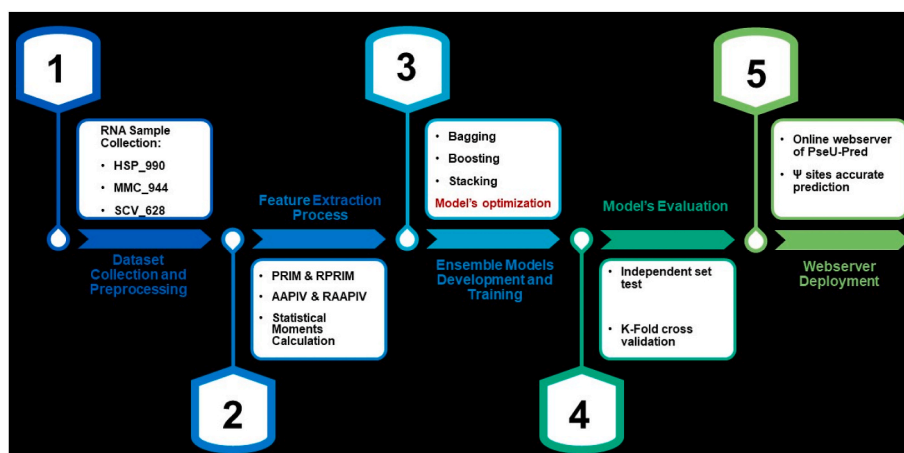 1
RNA Sample
Collection:
• HSP_990
• MMC_944
• SCV_628
Dataset
Collection and
Preprocessing
Feature Extraction
Process
• PRIM & RPRIM
• AAPIV & RAAPIV
• Statistical
Moments
Calculation
2
3
• Bagging
• Boosting
• Stacking
Model's optimization
Ensemble Models
Development and
Training
Model's Evaluation
• Independent set
test
• K-Fold cross
validation
4
5
• Online webserver
of PseU-Pred
• Ψ sites accurate
prediction
Webserver
Deployment